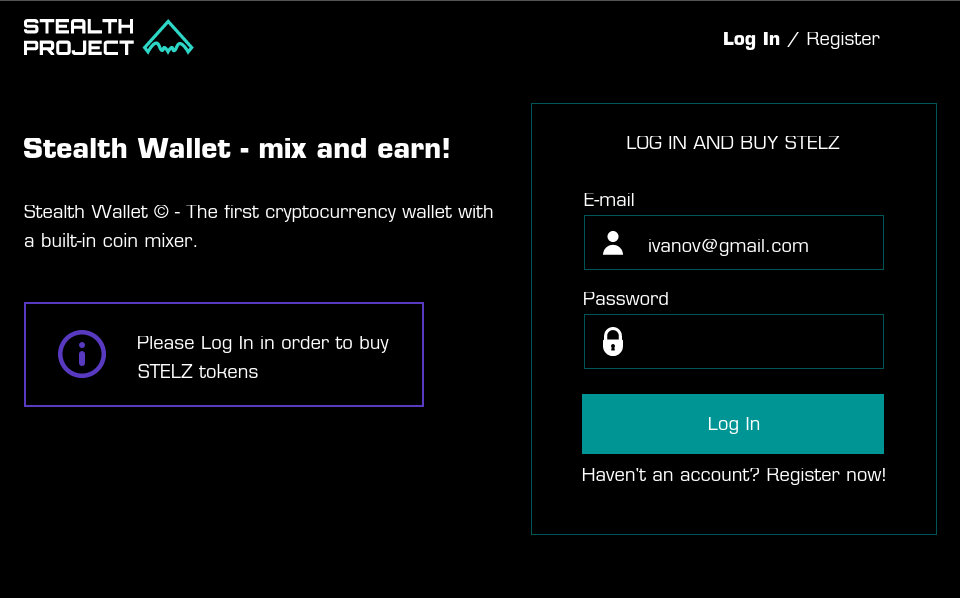 STEALTH
PROJECT
Log In / Register
Stealth Wallet - mix and earn!
Stealth Wallet © - The first cryptocurrency wallet with
a built-in coin mixer.
Please Log In in order to buy
STELZ tokens
LOG IN AND BUY STELZ
E-mail
ivanov@gmail.com
Password
Log In
Haven't an account? Register now!